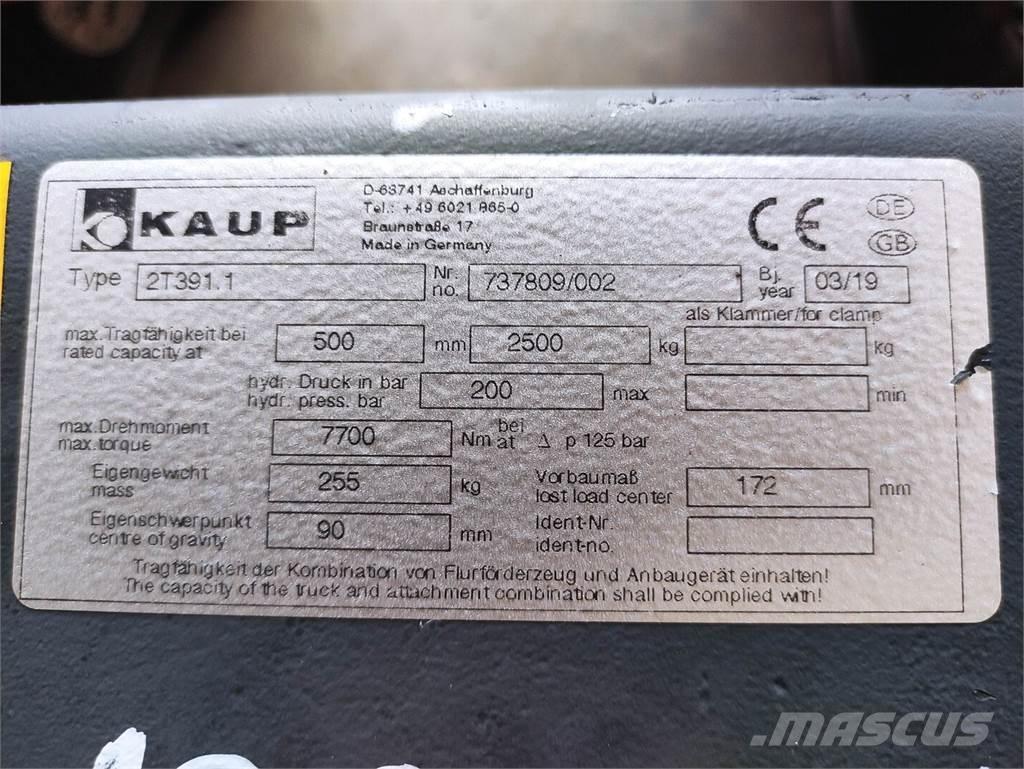 KAUP
D-63741 Aschaffenburg
Tel.: +49 6021 865-0
Braunstraße 17
Made in Germany
CE
DE
GB
Type 2T391.1 Nr. no. 737809/002 Bj. year 03/19
als Klammer/for clamp
max. Tragfähigkeit bei
rated capacity at 500 mm 2500 kg kg
hydr. Druck in bar
hydr. press. bar 200 max min
max. Drehmoment
max. torque 7700 Nm bei at Δ p 125 bar
Eigengewicht
mass 255 kg
Vorbaumaß
lost load center 172 mm
Eigenschwerpunkt
centre of gravity 90 mm
Ident-Nr.
ident-no.
Tragfähigkeit der Kombination von Flurförderzeug und Anbaugerät einhalten!
The capacity of the truck and attachment combination shall be complied with!
MASCUS